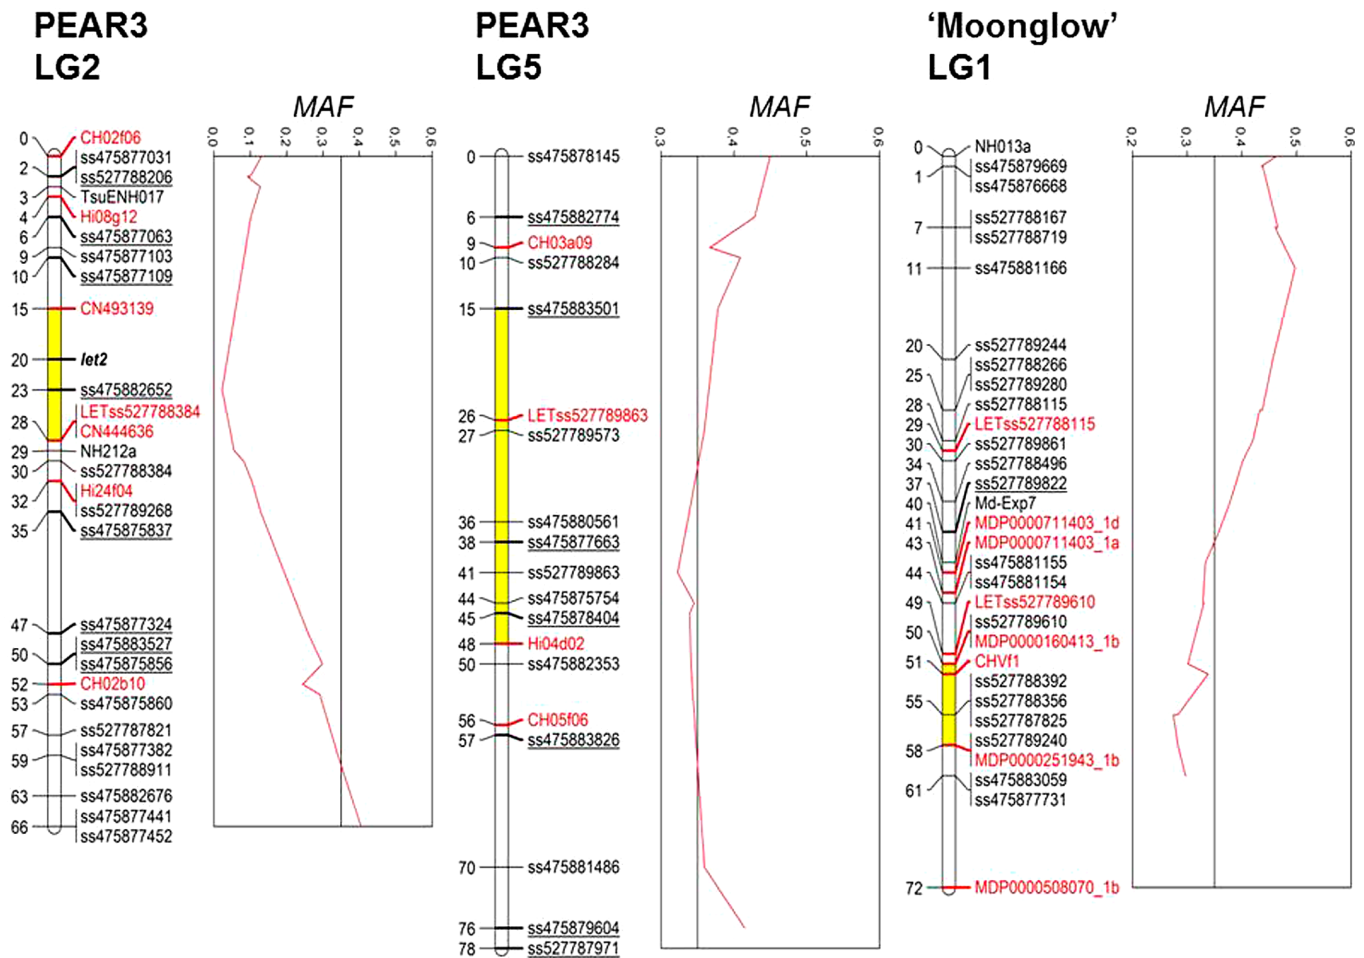 PEAR3
LG2
MAF
0.0 0.1 0.2 0.3 0.4 0.5 0.6
0 CH02f06
ss475877031
2 ss527788206
3 TsuENH017
4 Hi08g12
6 ss475877063
9 ss475877103
10 ss475877109
15 CN493139
20 let2
23 ss475882652
LETss527788384
28 CN444636
29 NH212a
30 ss527788384
Hi24f04
32 ss527789268
35 ss475875837
47 ss475877324
ss475883527
50 ss475875856
52 CH02b10
53 ss475875860
57 ss527787821
ss475877382
59 ss527788911
63 ss475882676
ss475877441
66 ss475877452
PEAR3
LG5
MAF
0.3 0.4 0.5 0.6
0 ss475878145
6 ss475882774
9 CH03a09
10 ss527788284
15 ss475883501
26 LETss527789863
27 ss527789573
36 ss475880561
38 ss475877663
41 ss527789863
44 ss475875754
45 ss475878404
48 Hi04d02
50 ss475882353
56 CH05f06
57 ss475883826
70 ss475881486
76 ss475879604
78 ss527787971
‘Moonglow’
LG1
MAF
0.2 0.3 0.4 0.5 0.6
0 NH013a
ss475879669
1 ss475876668
ss527788167
7 ss527788719
11 ss475881166
20 ss527789244
ss527788266
25 ss527789280
28 ss527788115
29 LETss527788115
30 ss527789861
34 ss527788496
37 ss527789822
40 Md-Exp7
41 MDP0000711403_1d
43 MDP0000711403_1a
ss475881155
44 ss475881154
49 LETss527789610
ss527789610
50 MDP0000160413_1b
51 CHVf1
ss527788392
55 ss527788356
ss527787825
ss527789240
58 MDP0000251943_1b
ss475883059
61 ss475877731
72 MDP0000508070_1b